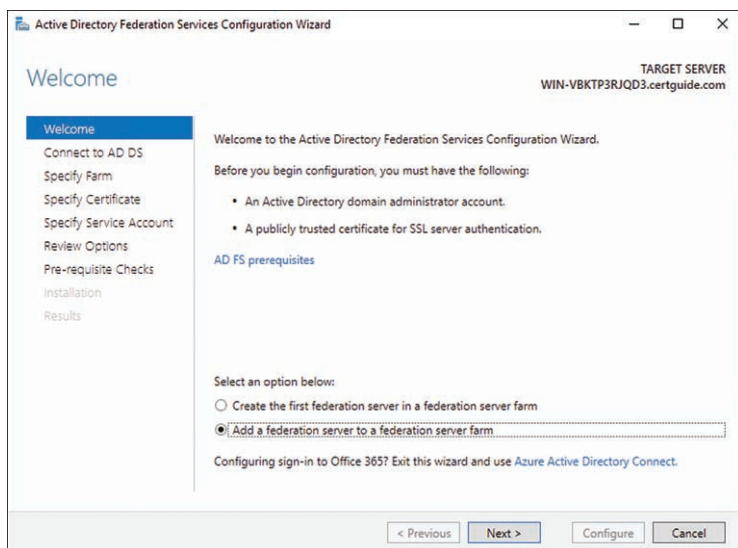 Active Directory Federation Services Configuration Wizard
Welcome
TARGET SERVER
WIN-VBKTP3RJQD3.certguide.com
Welcome
Connect to AD DS
Specify Farm
Specify Certificate
Specify Service Account
Review Options
Pre-requisite Checks
Installation
Results
Welcome to the Active Directory Federation Services Configuration Wizard.
Before you begin configuration, you must have the following:
• An Active Directory domain administrator account.
• A publicly trusted certificate for SSL server authentication.
AD FS prerequisites
Select an option below:
Create the first federation server in a federation server farm
Add a federation server to a federation server farm
Configuring sign-in to Office 365? Exit this wizard and use Azure Active Directory Connect.
< Previous Next > Configure Cancel